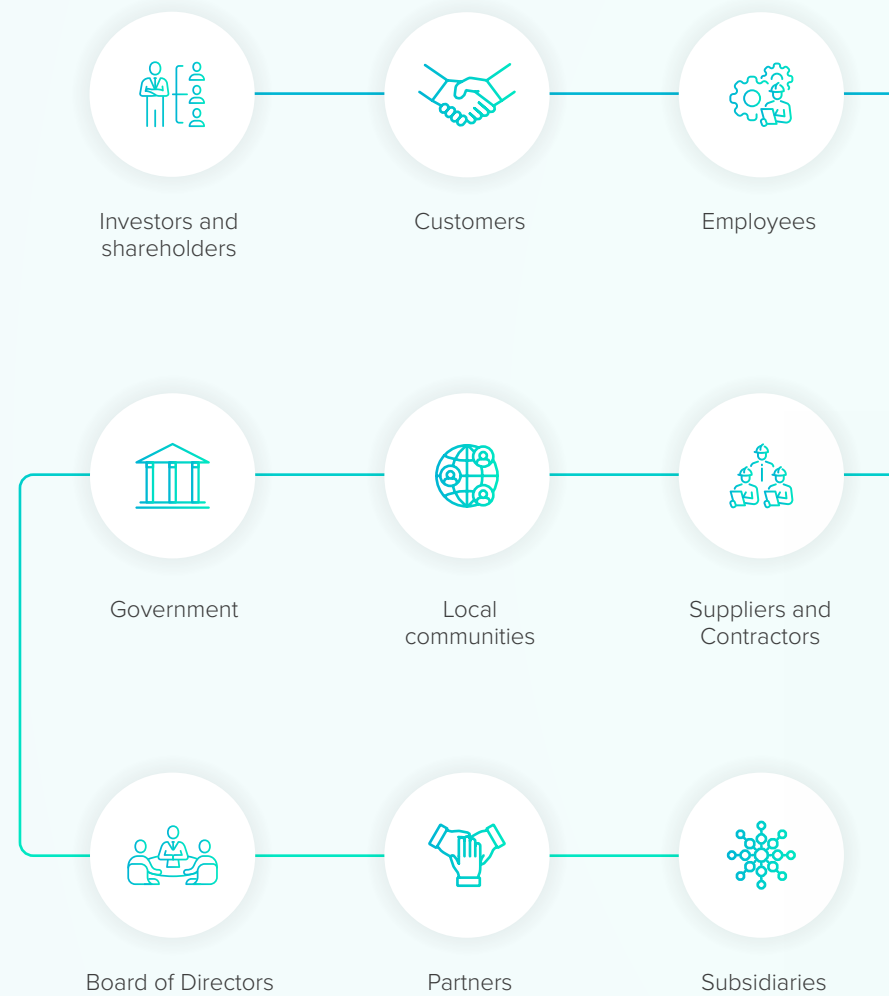 Investors and
shareholders
Customers
Employees
Government
Local
communities
Suppliers and
Contractors
Board of Directors
Partners
Subsidiaries